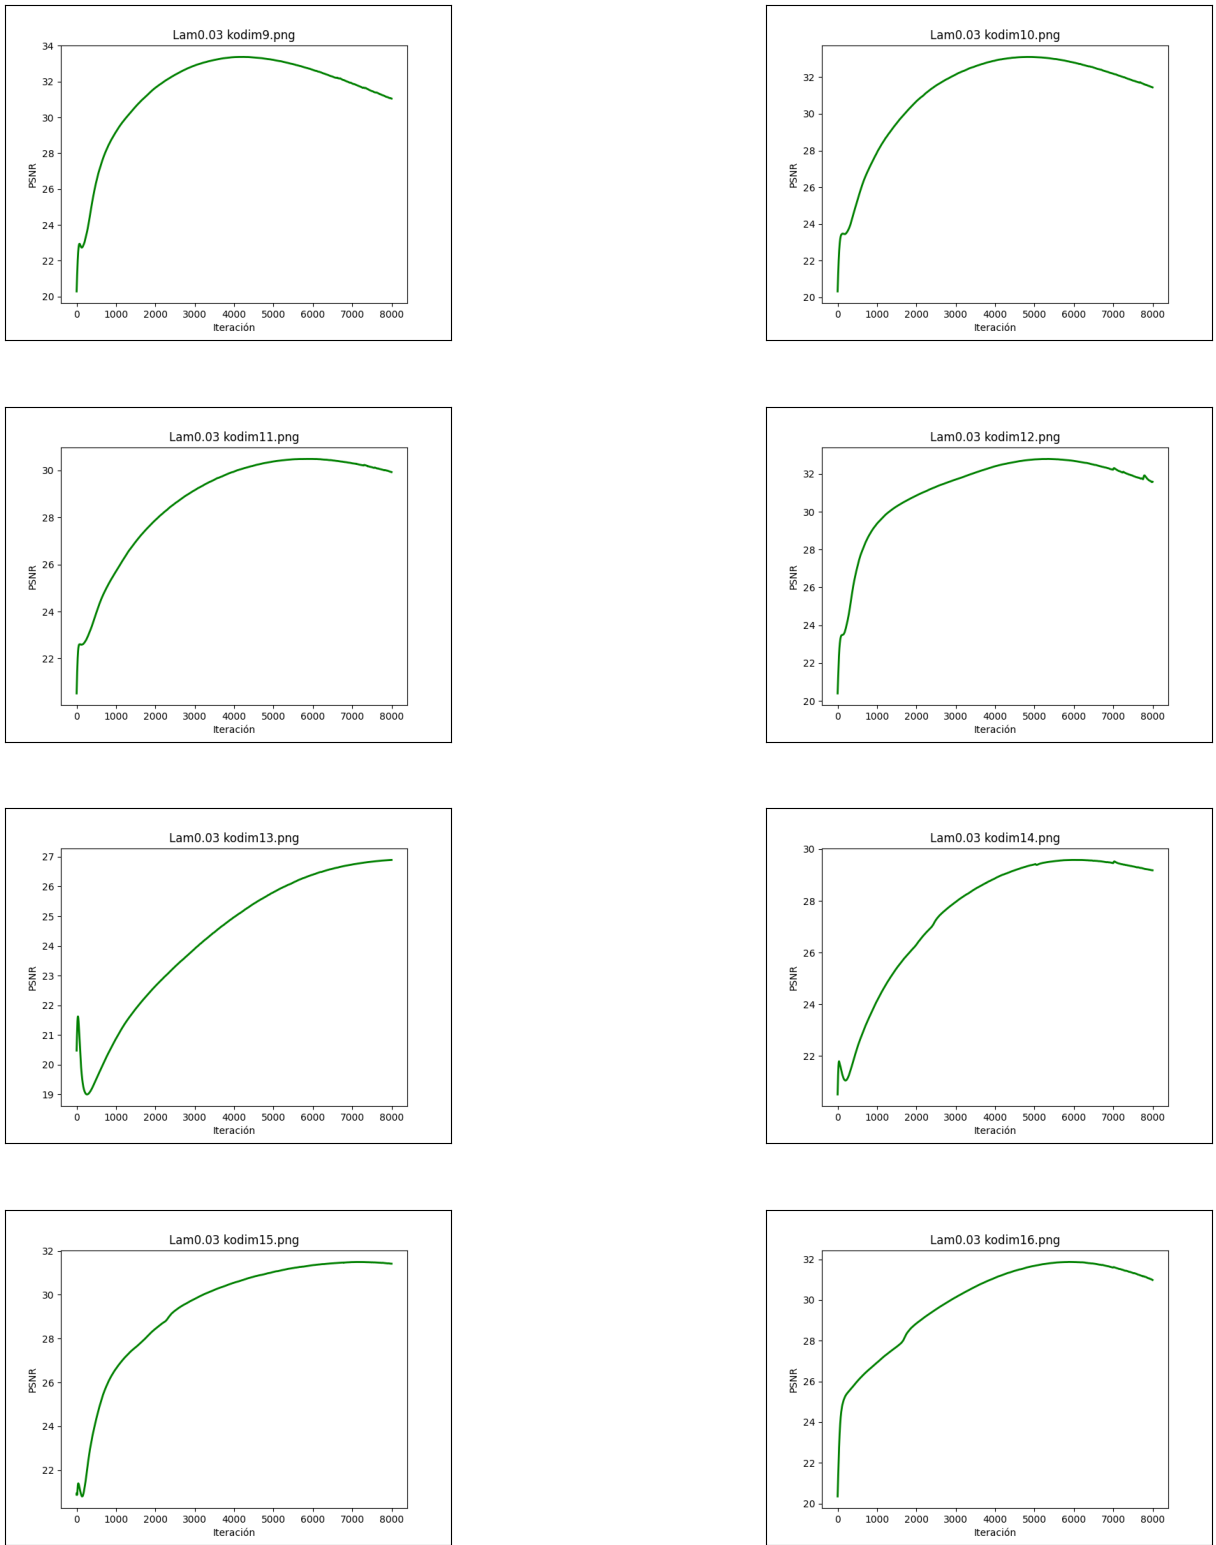 Lam0.03 kodim9.png
34
32
30
28
26
24
22
20
PSNR
0 1000 2000 3000 4000 5000 6000 7000 8000
Iteración
Lam0.03 kodim10.png
32
30
28
26
24
22
20
PSNR
0 1000 2000 3000 4000 5000 6000 7000 8000
Iteración
Lam0.03 kodim11.png
30
28
26
24
22
PSNR
0 1000 2000 3000 4000 5000 6000 7000 8000
Iteración
Lam0.03 kodim12.png
32
30
28
26
24
22
20
PSNR
0 1000 2000 3000 4000 5000 6000 7000 8000
Iteración
Lam0.03 kodim13.png
27
26
25
24
23
22
21
20
19
PSNR
0 1000 2000 3000 4000 5000 6000 7000 8000
Iteración
Lam0.03 kodim14.png
30
28
26
24
22
PSNR
0 1000 2000 3000 4000 5000 6000 7000 8000
Iteración
Lam0.03 kodim15.png
32
30
28
26
24
22
PSNR
0 1000 2000 3000 4000 5000 6000 7000 8000
Iteración
Lam0.03 kodim16.png
32
30
28
26
24
22
20
PSNR
0 1000 2000 3000 4000 5000 6000 7000 8000
Iteración